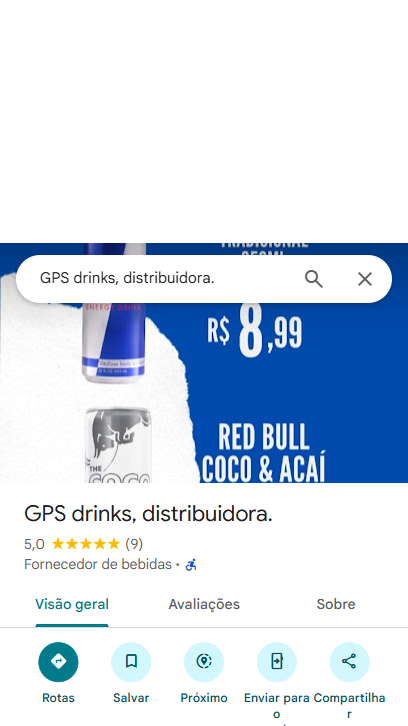 TRADICIONAL
250ML
GPS drinks, distribuidora.
ENERGY DRINK
R$ 8,99
RED BULL
COCO & AÇAÍ
THE
COCO
GPS drinks, distribuidora.
5,0 ★★★★★ (9)
Fornecedor de bebidas ·
Visão geral Avaliações Sobre
Rotas Salvar Próximo Enviar para o Compartilhar